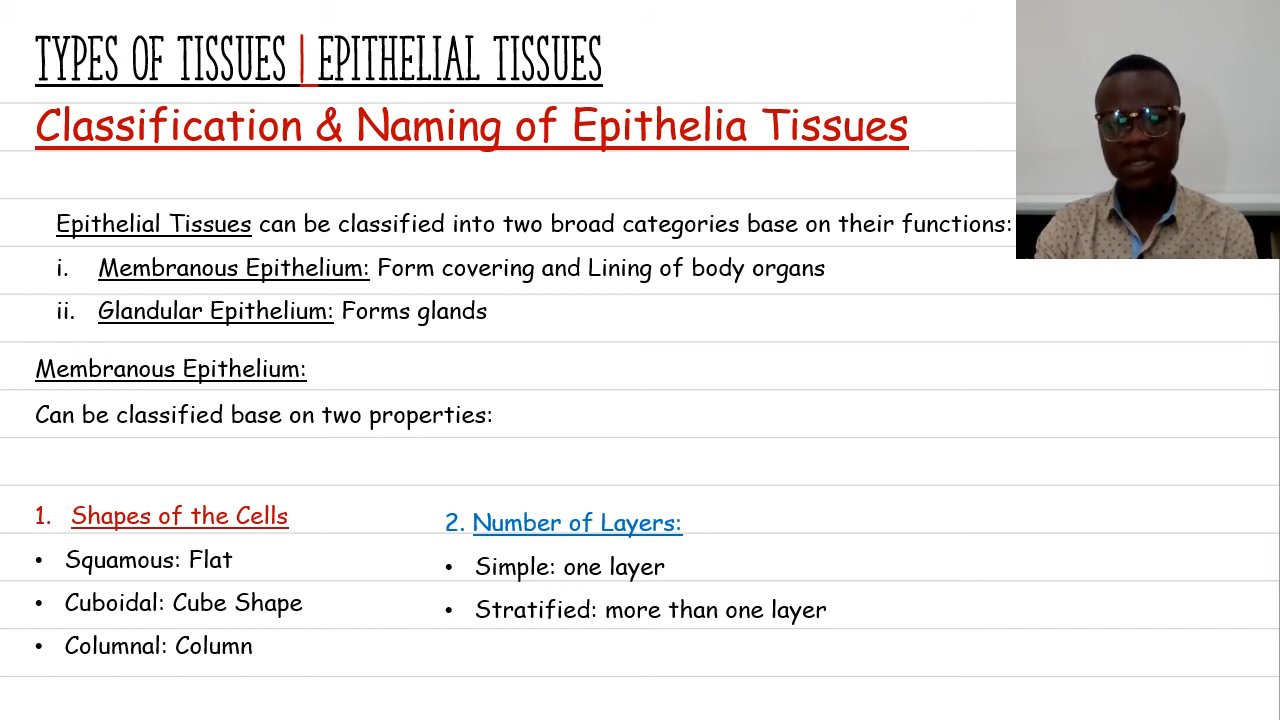 TYPES OF TISSUES | EPITHELIAL TISSUES
Classification & Naming of Epithelia Tissues
Epithelial Tissues can be classified into two broad categories base on their functions:
i. Membranous Epithelium: Form covering and Lining of body organs
ii. Glandular Epithelium: Forms glands
Membranous Epithelium:
Can be classified base on two properties:
1. Shapes of the Cells
• Squamous: Flat
• Cuboidal: Cube Shape
• Columnal: Column
2. Number of Layers:
• Simple: one layer
• Stratified: more than one layer